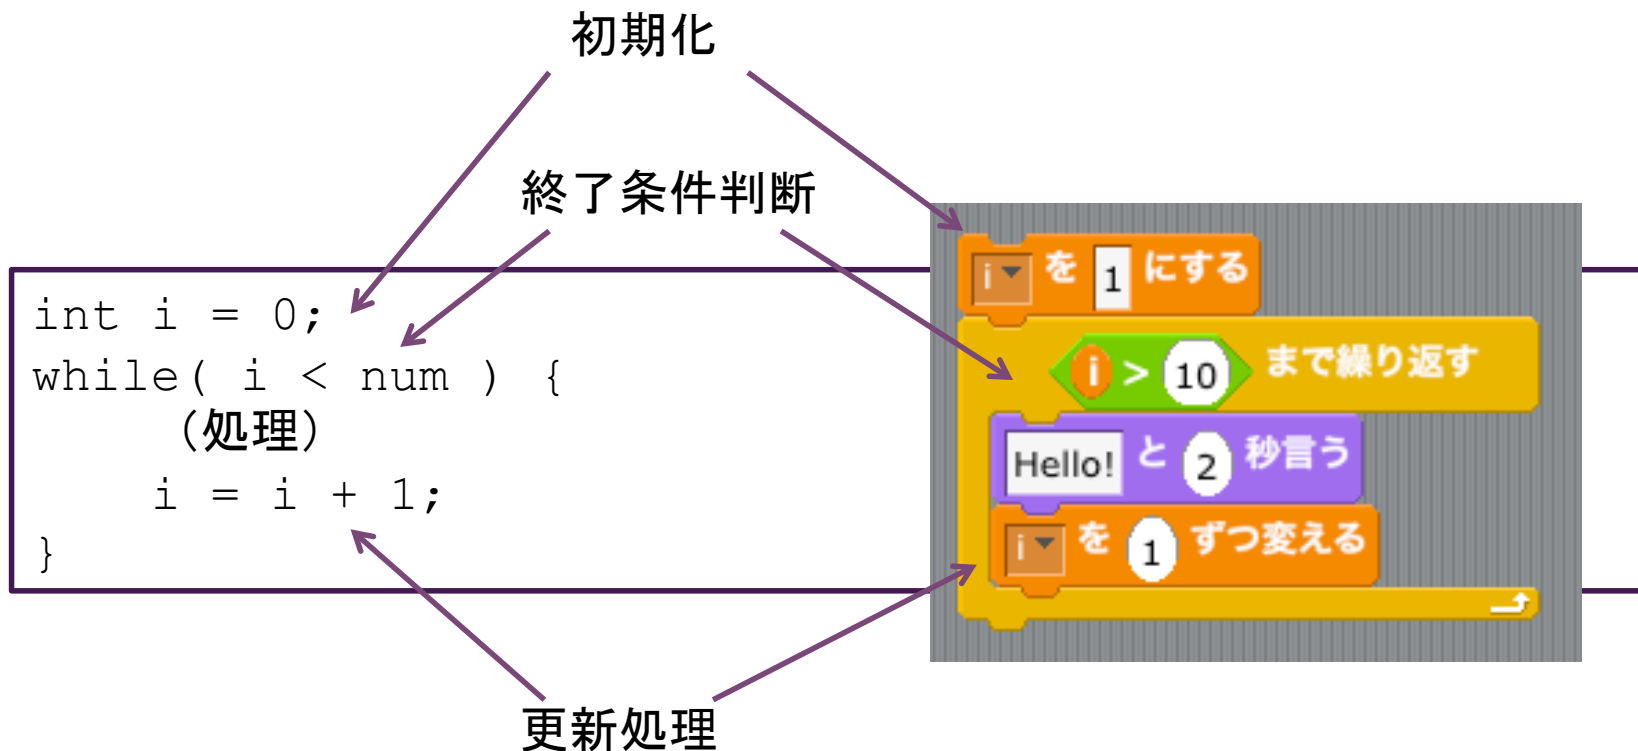 初期化
終了条件判断
int i = 0;
while( i < num ) {
（処理）
i = i + 1;
}
i を 1 にする
i > 10 まで繰り返す
Hello! と 2 秒言う
i を 1 ずつ変える
更新処理